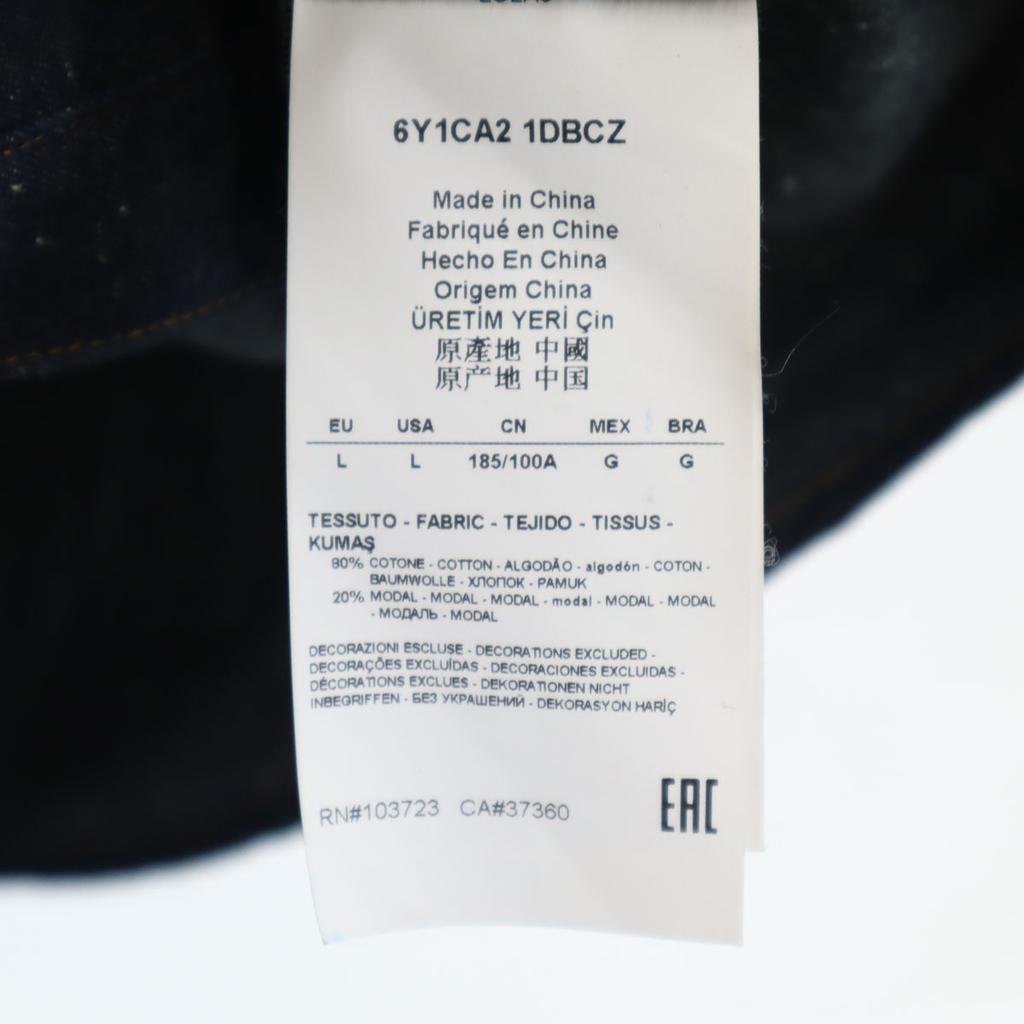 6Y1CA2 1DBCZ
Made in China
Fabriqué en Chine
Hecho En China
Origem China
ÜRETİM YERİ Çin
原產地 中國
原产地 中国
EU USA CN MEX BRA
L L 185/100A G G
TESSUTO - FABRIC - TEJIDO - TISSUS -
KUMAŞ
80% COTONE - COTTON - ALGODÃO - algodón - COTON -
BAUMWOLLE - ХЛОПОК - PAMUK
20% MODAL - MODAL - MODAL - modal - MODAL - MODAL
- МОДАЛЬ - MODAL
DECORAZIONI ESCLUSE - DECORATIONS EXCLUDED -
DECORAÇÕES EXCLUÍDAS - DECORACIONES EXCLUIDAS -
DÉCORATIONS EXCLUES - DEKORATIONEN NICHT
INBEGRIFFEN - БЕЗ УКРАШЕНИЙ - DEKORASYON HARİÇ
RN#103723 CA#37360
EAC